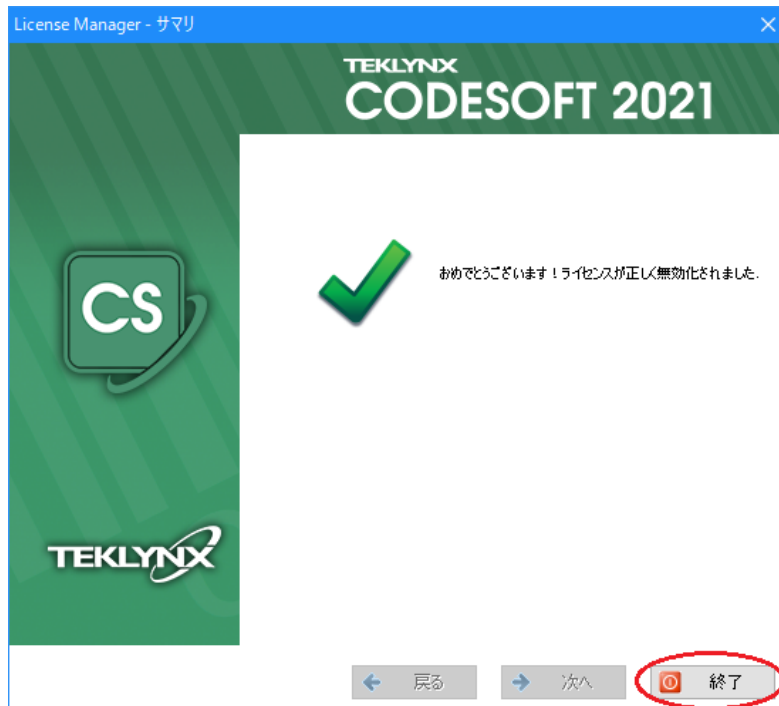 License Manager - サマリ
TEKLYNX
CODESOFT 2021
おめでとうございます！ライセンスが正しく無効化されました.
CS
TEKLYNX
戻る
次へ
終了